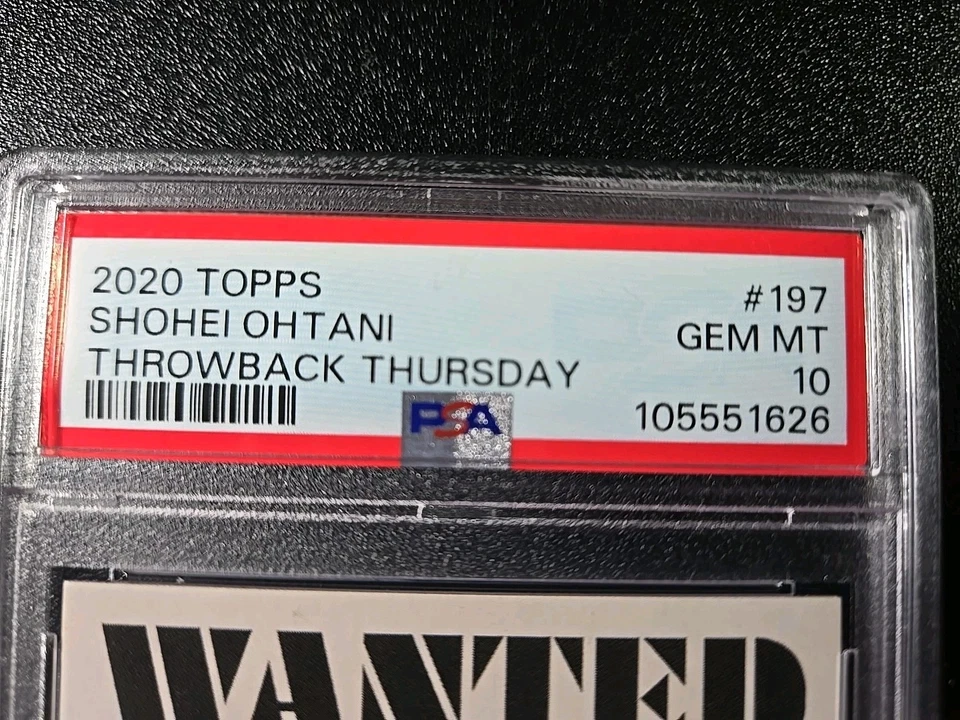 2020 TOPPS #197
SHOHEI OHTANI GEM MT
THROWBACK THURSDAY 10
PSA 105551626
WANTED